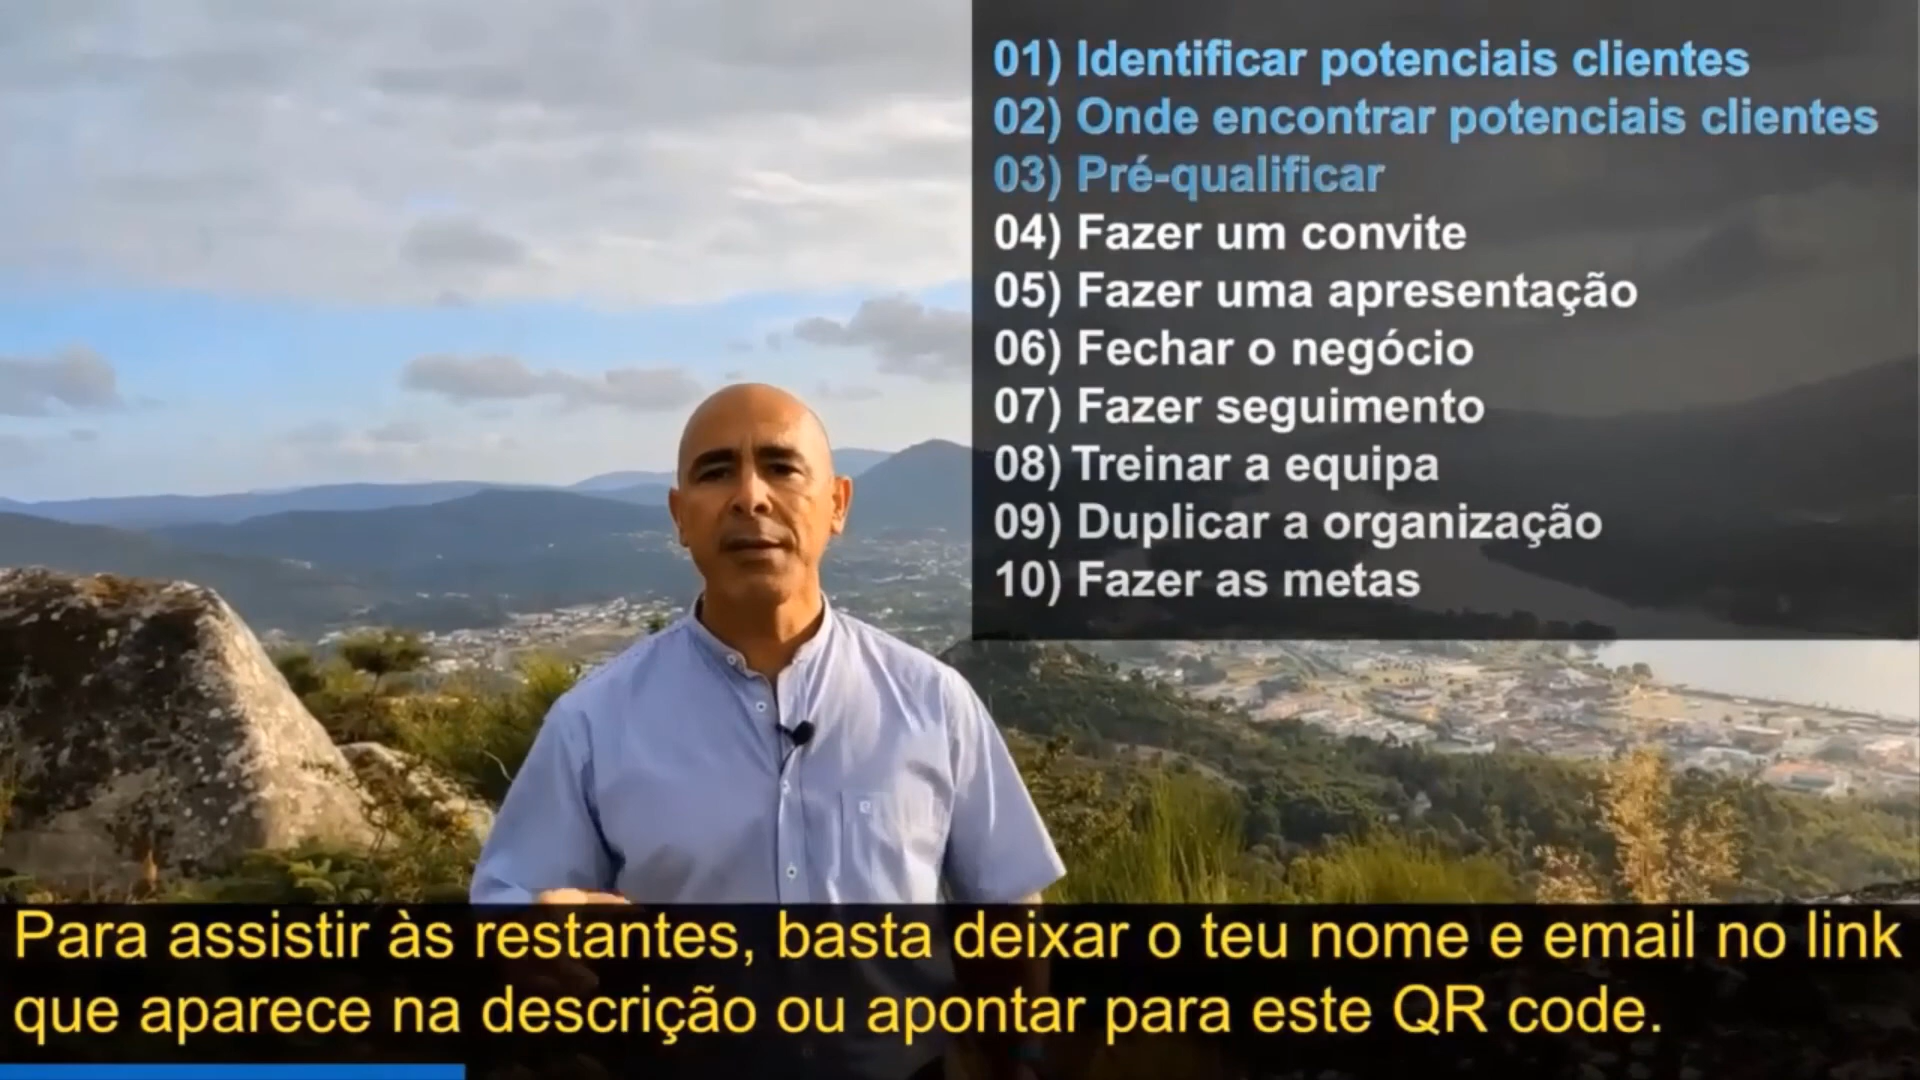 01) Identificar potenciais clientes
02) Onde encontrar potenciais clientes
03) Pré-qualificar
04) Fazer um convite
05) Fazer uma apresentação
06) Fechar o negócio
07) Fazer seguimento
08) Treinar a equipa
09) Duplicar a organização
10) Fazer as metas
Para assistir às restantes, basta deixar o teu nome e email no link
que aparece na descrição ou apontar para este QR code.